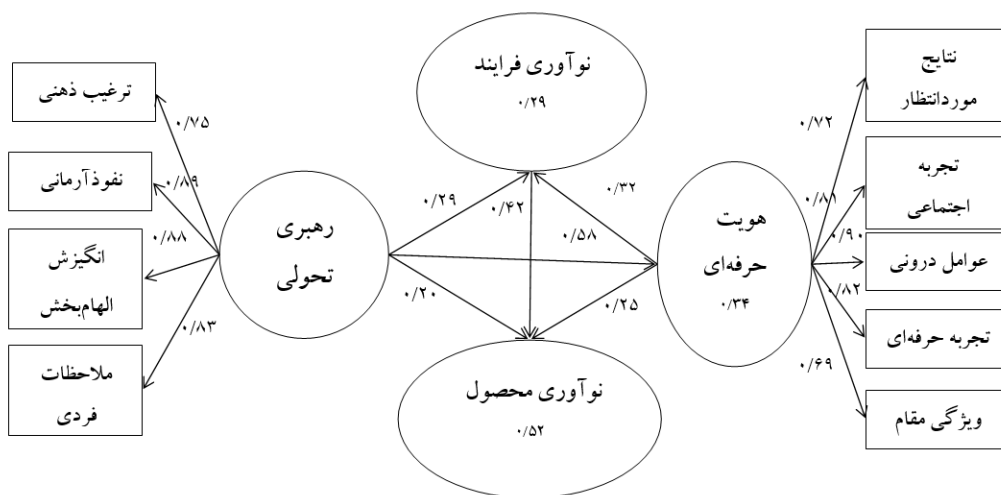 نتایج
موردانتظار
تجربه
اجتماعی
عوامل درونی
تجربه حرفه‌ای
ویژگی مقام
۰/۷۲
۰/۸۱
۰/۹۰
۰/۸۲
۰/۶۹
هویت
حرفه‌ای
۰/۳۴
نوآوری فرایند
۰/۲۹
۰/۳۲
۰/۴۲
۰/۲۹
۰/۵۸
۰/۲۵
۰/۲۰
نوآوری محصول
۰/۵۲
رهبری
تحولی
۰/۷۵
۰/۸۹
۰/۸۸
۰/۸۳
ترغیب ذهنی
نفوذآرمانی
انگیزش
الهام‌بخش
ملاحظات
فردی